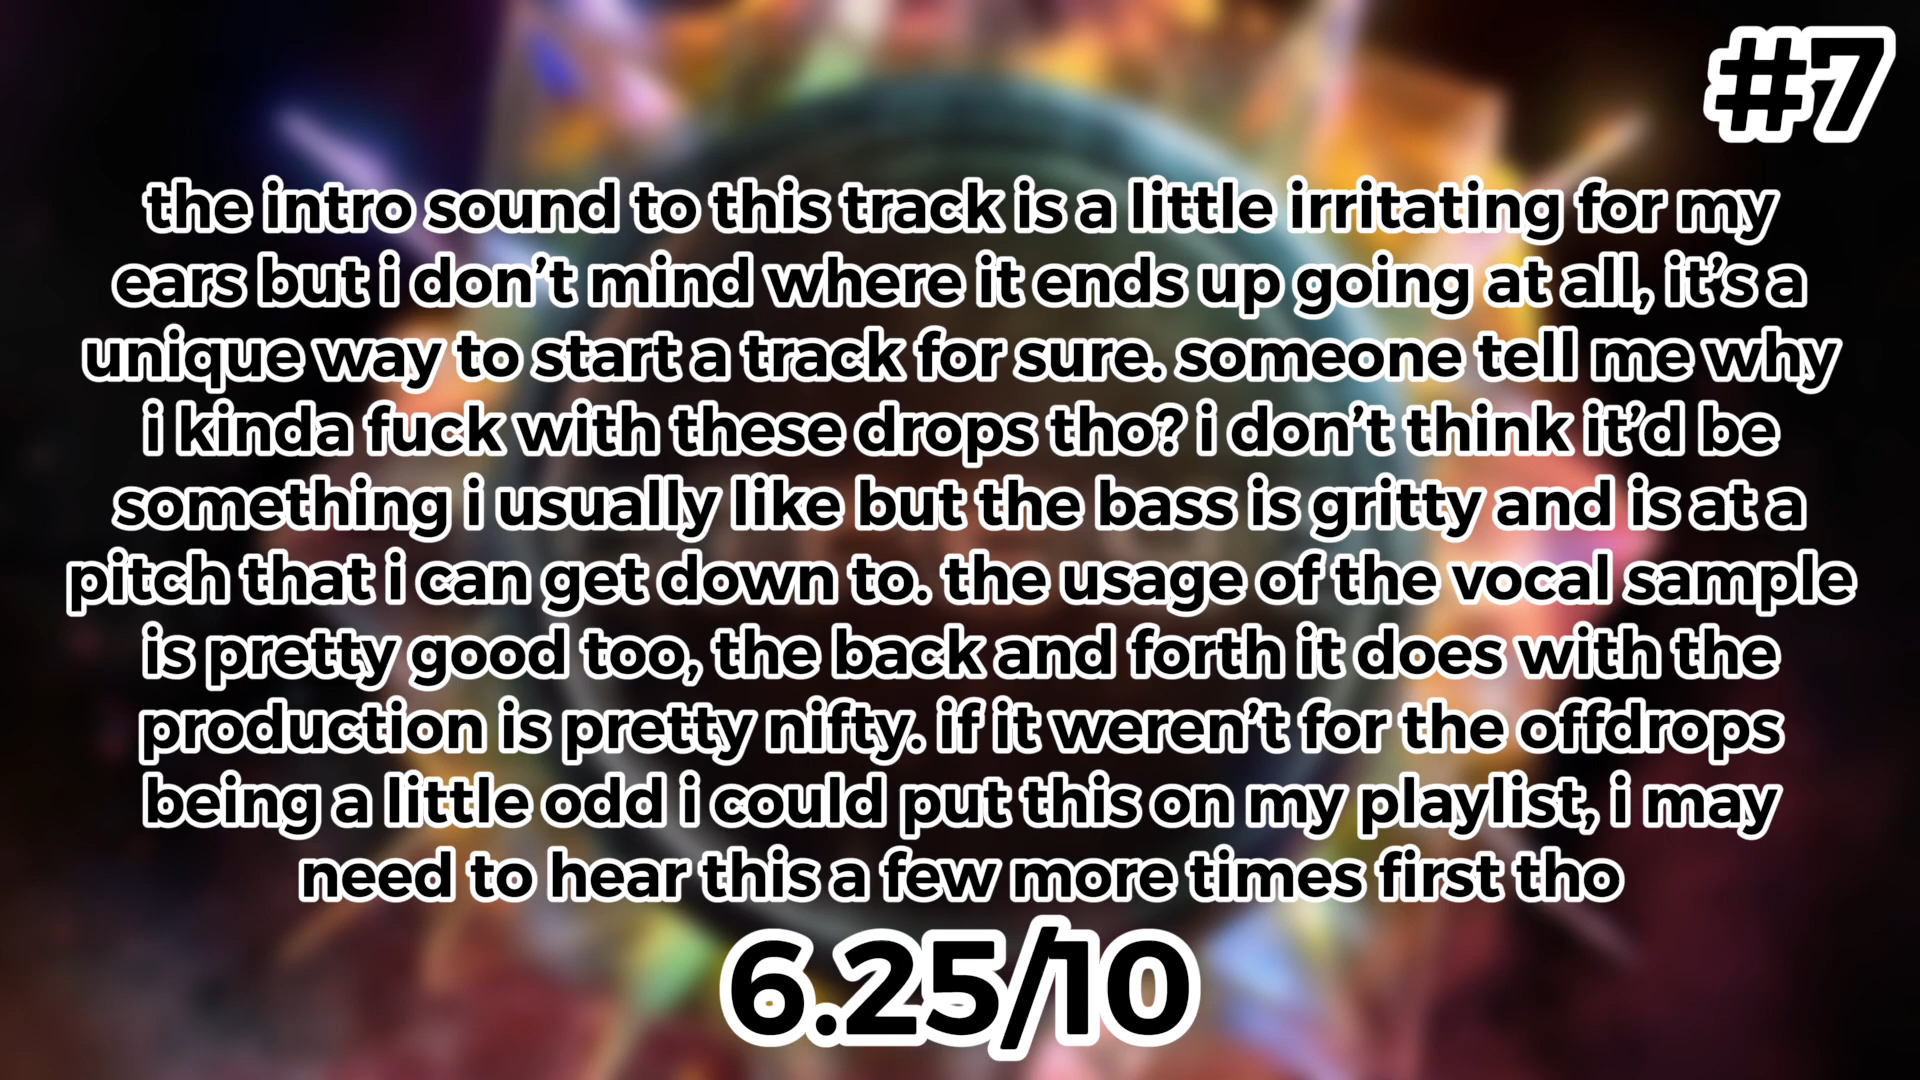 #7
the intro sound to this track is a little irritating for my
ears but i don't mind where it ends up going at all, it's a
unique way to start a track for sure. someone tell me why
i kinda fuck with these drops tho? i don't think it'd be
something i usually like but the bass is gritty and is at a
pitch that i can get down to. the usage of the vocal sample
is pretty good too, the back and forth it does with the
production is pretty nifty. if it weren't for the offdrops
being a little odd i could put this on my playlist, i may
need to hear this a few more times first tho
6.25/10